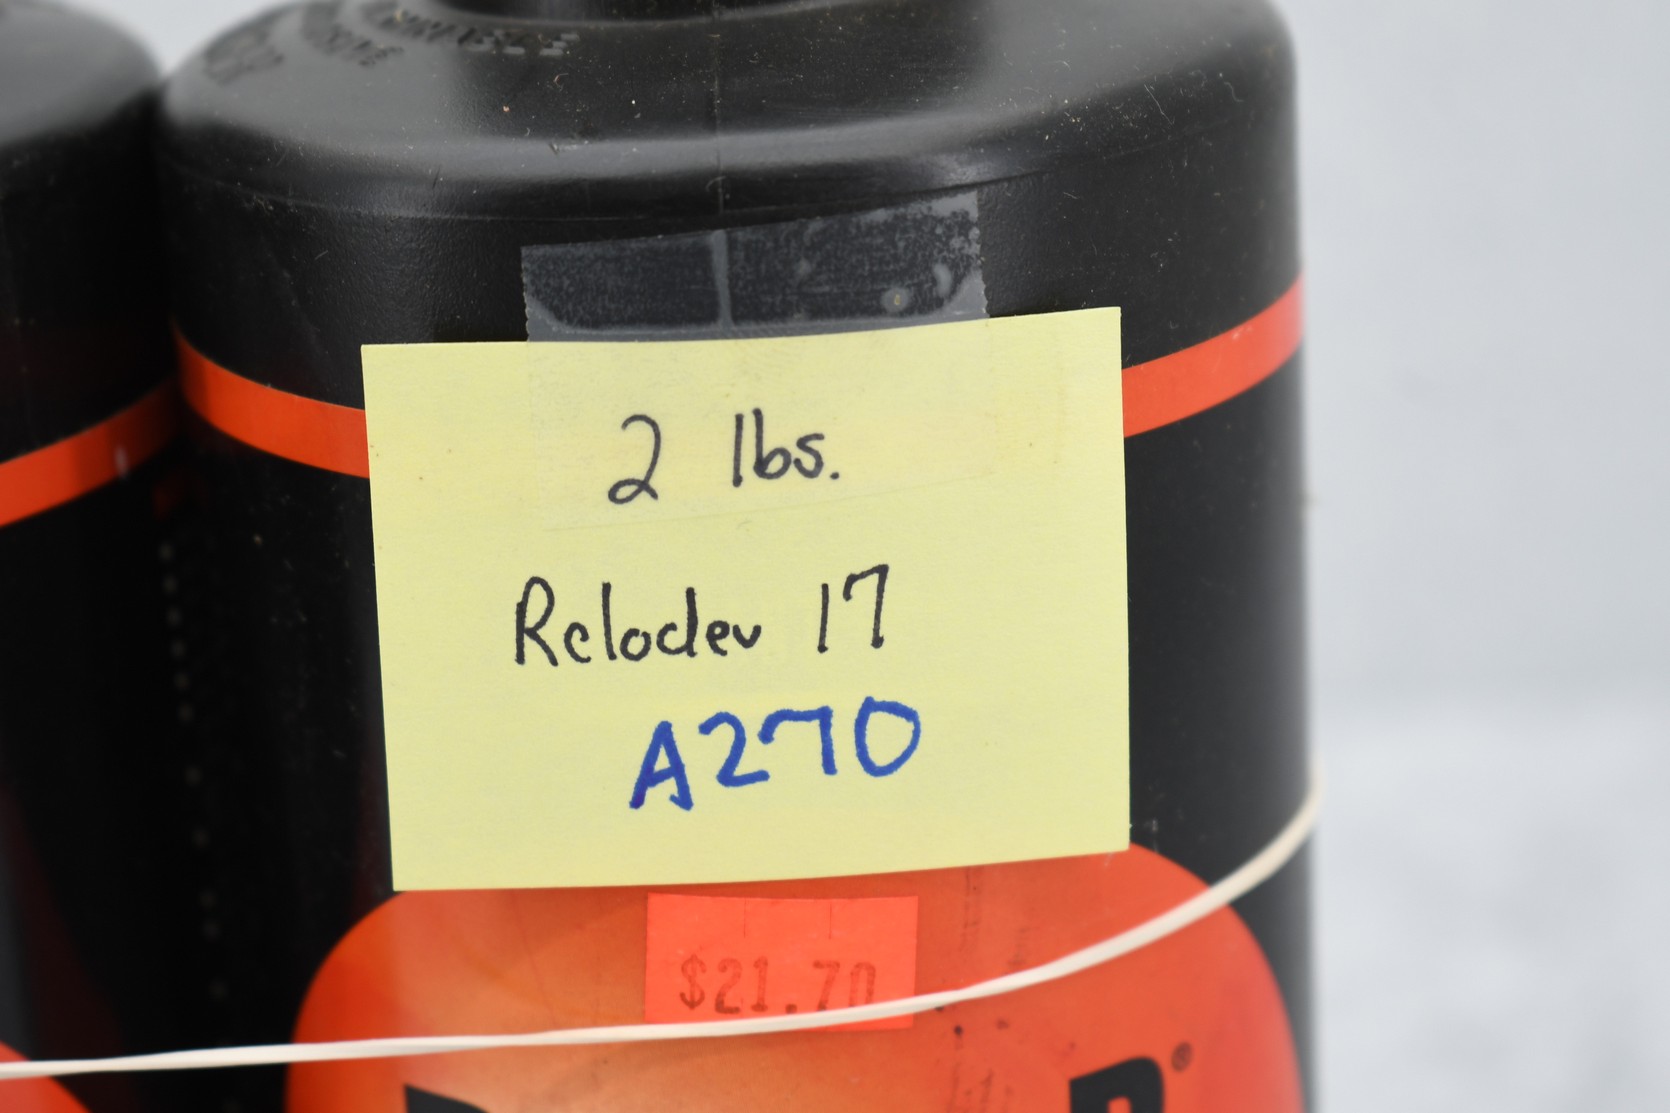 2 lbs.
Reloder 17
A270
$21.70
R®